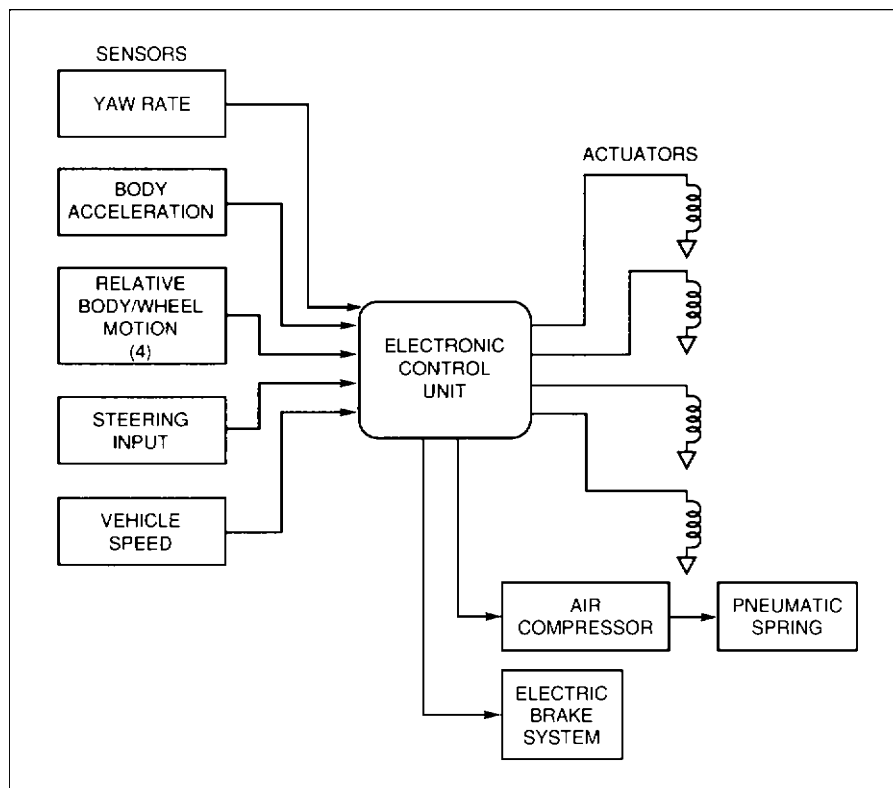 SENSORS
YAW RATE
BODY
ACCELERATION
RELATIVE
BODY/WHEEL
MOTION
(4)
STEERING
INPUT
VEHICLE
SPEED
ELECTRONIC
CONTROL
UNIT
ACTUATORS
AIR
COMPRESSOR
PNEUMATIC
SPRING
ELECTRIC
BRAKE
SYSTEM